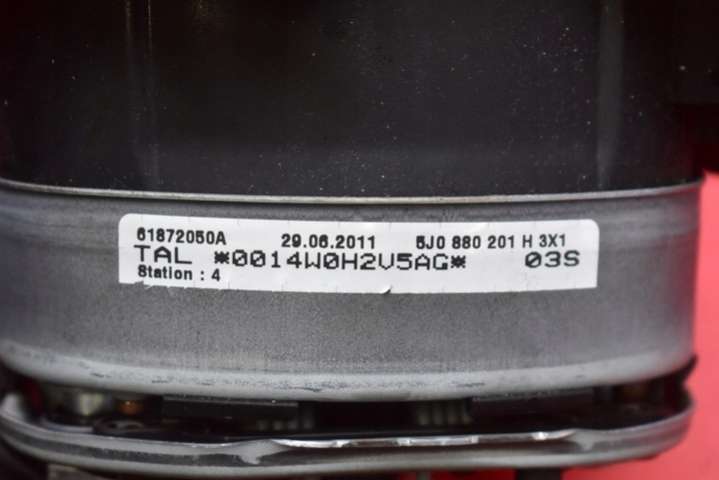 61872050A 29.06.2011 5J0 880 201 H 3X1
TAL *0014W0H2V5AG* 03S
Station : 4